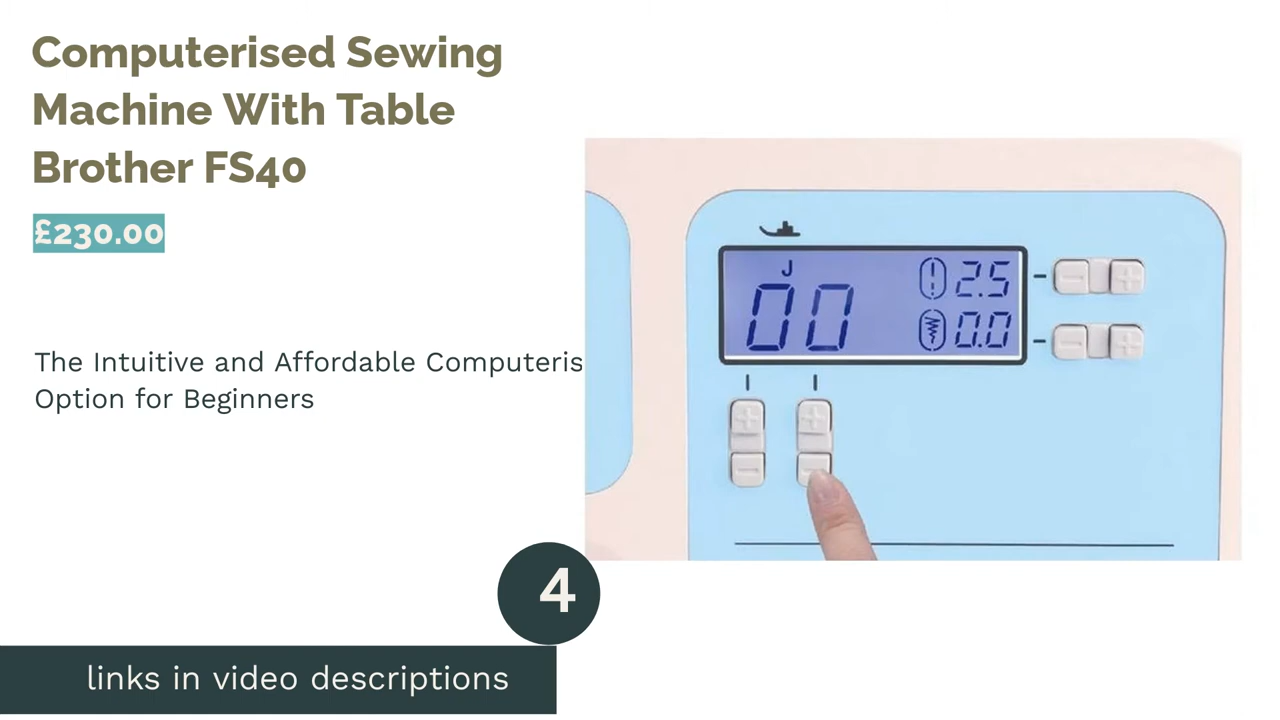 Computerised Sewing
Machine With Table
Brother FS40
£230.00
The Intuitive and Affordable Computeris
Option for Beginners
J
00
2.5
0.0
4
links in video descriptions